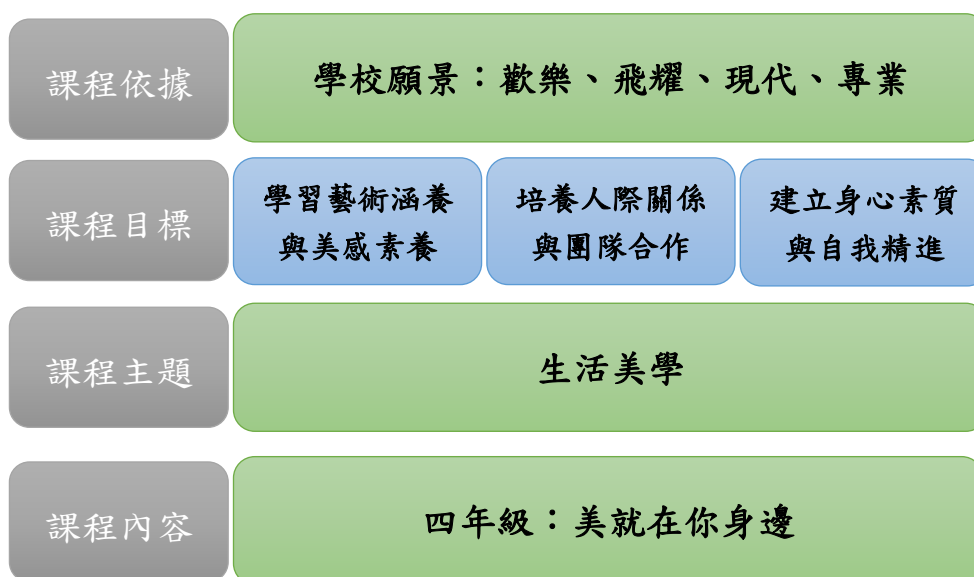 課程依據
學校願景：歡樂、飛耀、現代、專業
課程目標
學習藝術涵養
與美感素養
培養人際關係
與團隊合作
建立身心素質
與自我精進
課程主題
生活美學
課程內容
四年級：美就在你身邊